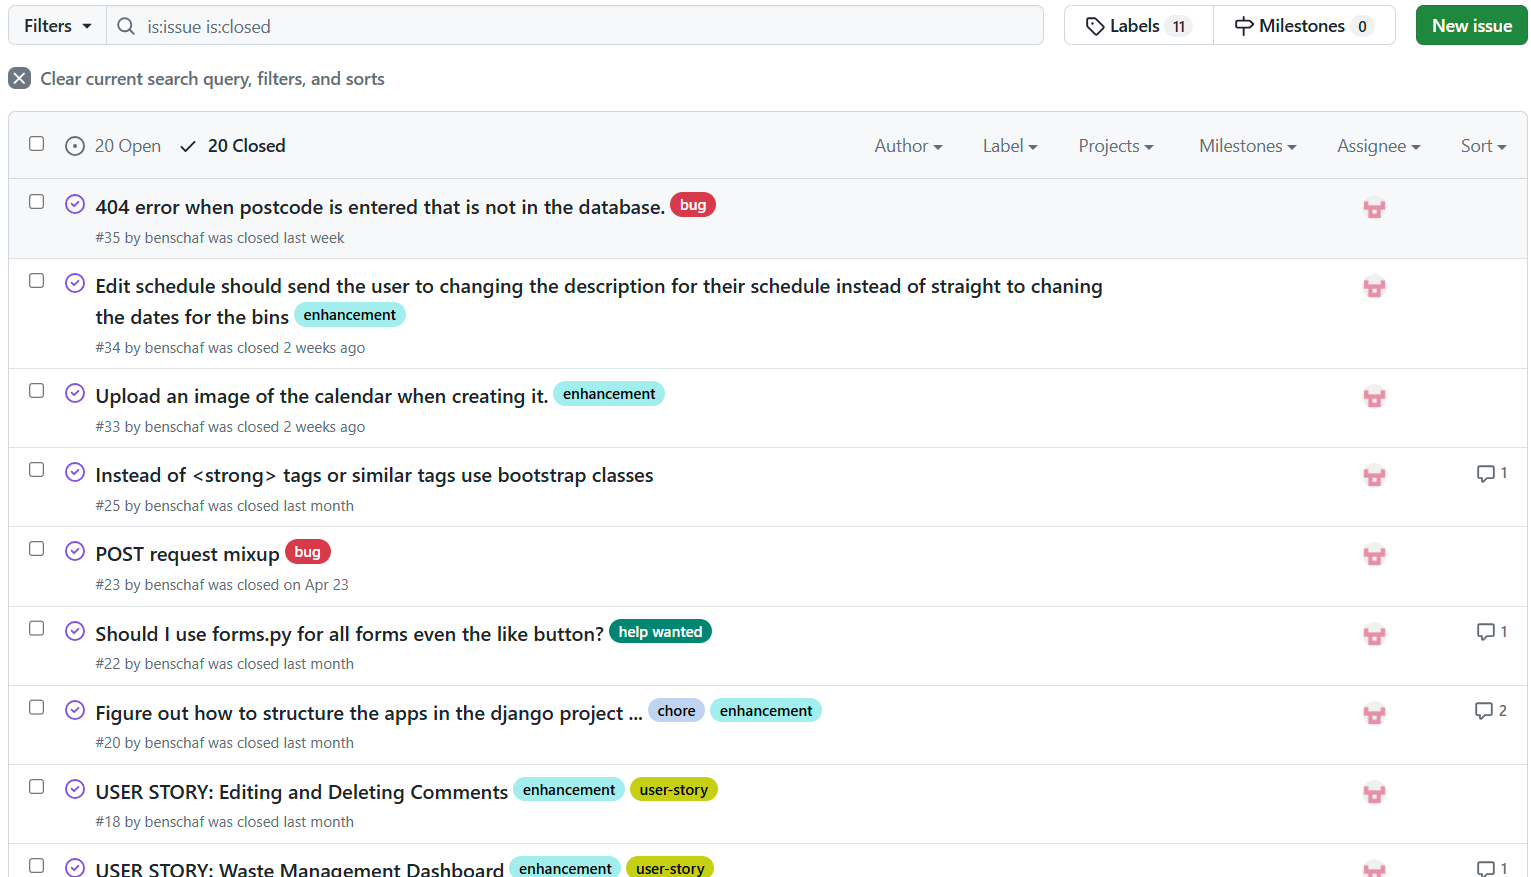 Filters
is:issue is:closed
Labels 11
Milestones 0
New issue
Clear current search query, filters, and sorts
20 Open 20 Closed Author Label Projects Milestones Assignee Sort
404 error when postcode is entered that is not in the database. bug
#35 by benschaf was closed last week
Edit schedule should send the user to changing the description for their schedule instead of straight to chaning
the dates for the bins enhancement
#34 by benschaf was closed 2 weeks ago
Upload an image of the calendar when creating it. enhancement
#33 by benschaf was closed 2 weeks ago
Instead of <strong> tags or similar tags use bootstrap classes 1
#25 by benschaf was closed last month
POST request mixup bug
#23 by benschaf was closed on Apr 23
Should I use forms.py for all forms even the like button? help wanted 1
#22 by benschaf was closed last month
Figure out how to structure the apps in the django project ... chore enhancement 2
#20 by benschaf was closed last month
USER STORY: Editing and Deleting Comments enhancement user-story
#18 by benschaf was closed last month
USER STORY: Waste Management Dashboard enhancement user-story 1